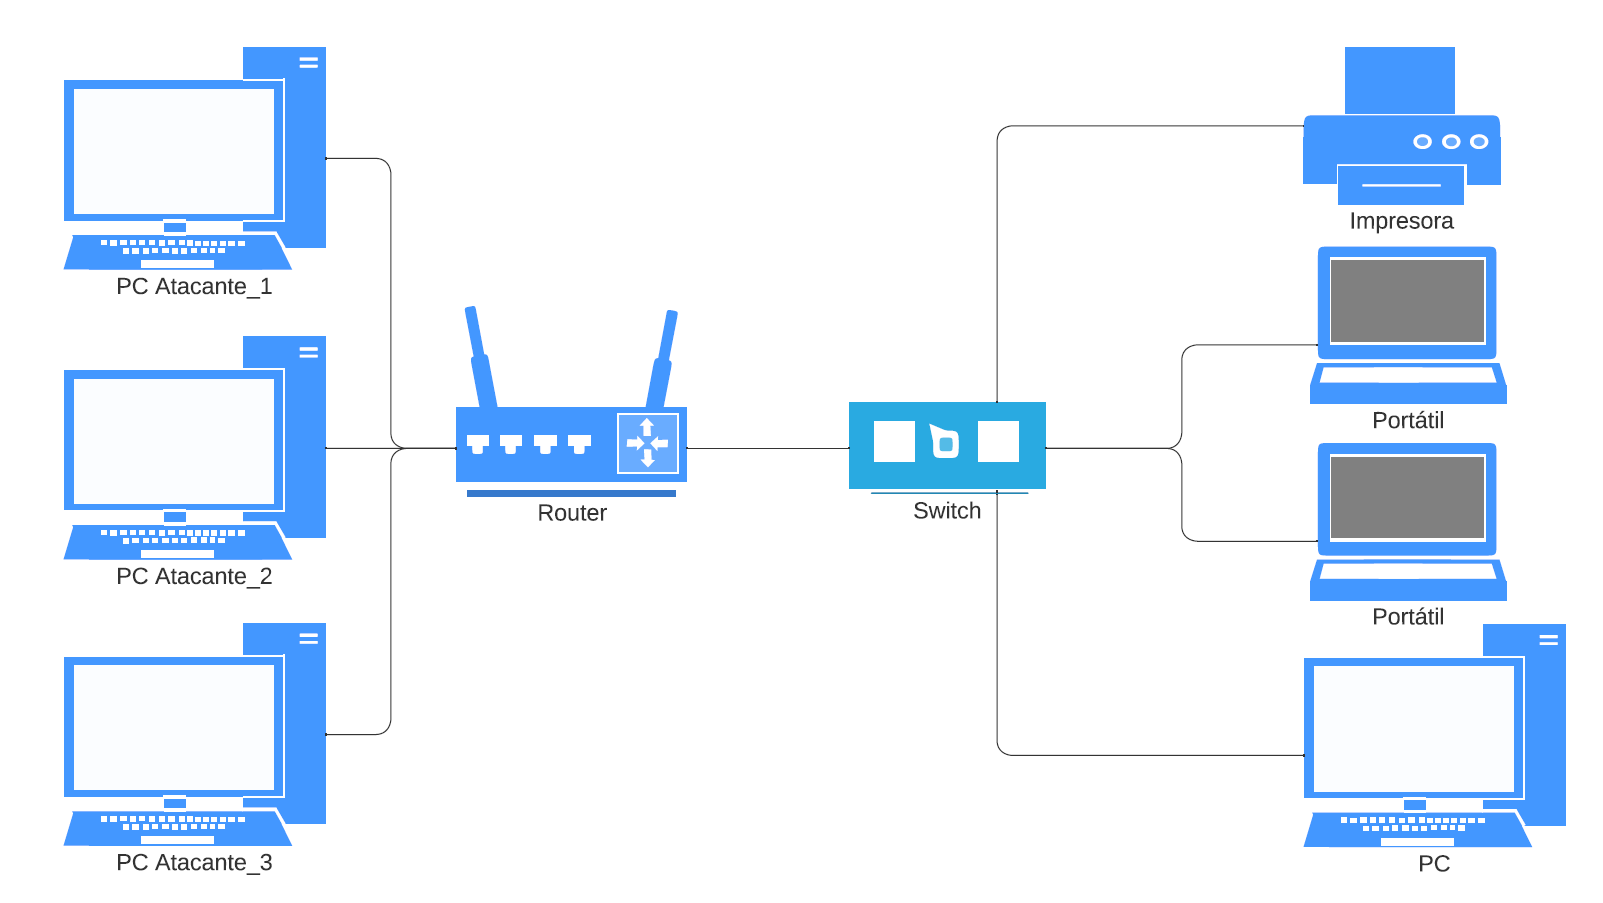 PC Atacante_1
PC Atacante_2
PC Atacante_3
Router
Switch
Impresora
Portátil
Portátil
PC